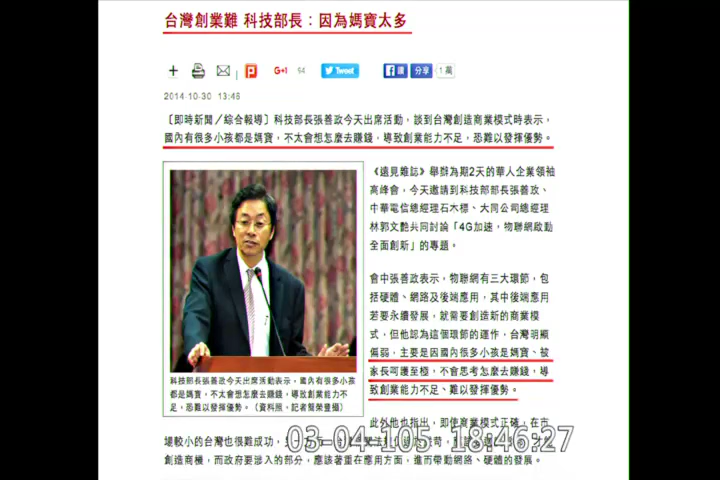 台灣創業難 科技部長：因為媽寶太多
G+1 94 Tweet 讚 分享 1 萬
2014-10-30 13:46
〔即時新聞／綜合報導〕科技部長張善政今天出席活動，談到台灣創造商業模式時表示，
國內有很多小孩都是媽寶，不太會想怎麼去賺錢，導致創業能力不足，恐難以發揮優勢。
《遠見雜誌》舉辦為期2天的華人企業領袖
高峰會，今天邀請到科技部部長張善政、
中華電信總經理石木標、大同公司總經理
林郭文艷共同討論「4G加速，物聯網啟動
全面創新」的專題。
會中張善政表示，物聯網有三大環節，包
括硬體、網路及後端應用，其中後端應用
若要永續發展，就需要創造新的商業模
式，但他認為這個環節的運作，台灣明顯
偏弱，主要是因國內很多小孩是媽寶、被
家長呵護至極，不會思考怎麼去賺錢，導
致創業能力不足、難以發揮優勢。
科技部長張善政今天出席活動表示，國內有很多小孩
都是媽寶，不太會想怎麼去賺錢，導致創業能力不
足，恐難以發揮優勢。（資料照，記者簡榮豐攝）
此外他也指出，即使商業模式正確，在市
場較小的台灣也很難成功，
03-04-105 18:46:27
創造商機，而政府要涉入的部分，應該著重在應用方面，進而帶動網路、硬體的發展。